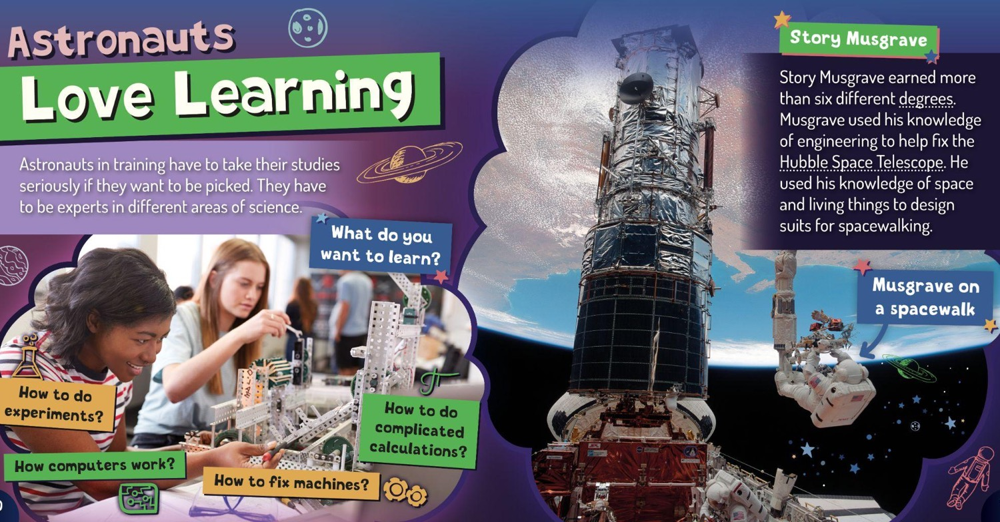 Astronauts
Love Learning
Astronauts in training have to take their studies
seriously if they want to be picked. They have
to be experts in different areas of science.
What do you
want to learn?
How to do
experiments?
How to do
complicated
calculations?
How computers work?
How to fix machines?
Story Musgrave
Story Musgrave earned more
than six different degrees.
Musgrave used his knowledge
of engineering to help fix the
Hubble Space Telescope. He
used his knowledge of space
and living things to design
suits for spacewalking.
Musgrave on
a spacewalk
JPL